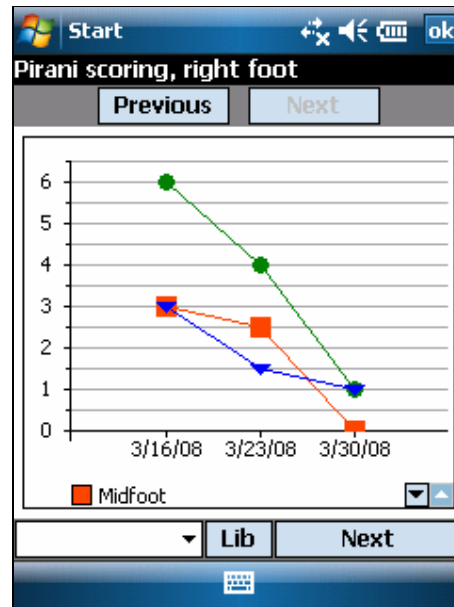 Start ok
Pirani scoring, right foot
Previous Next
6
5
4
3
2
1
0
3/16/08 3/23/08 3/30/08
Midfoot
Lib Next